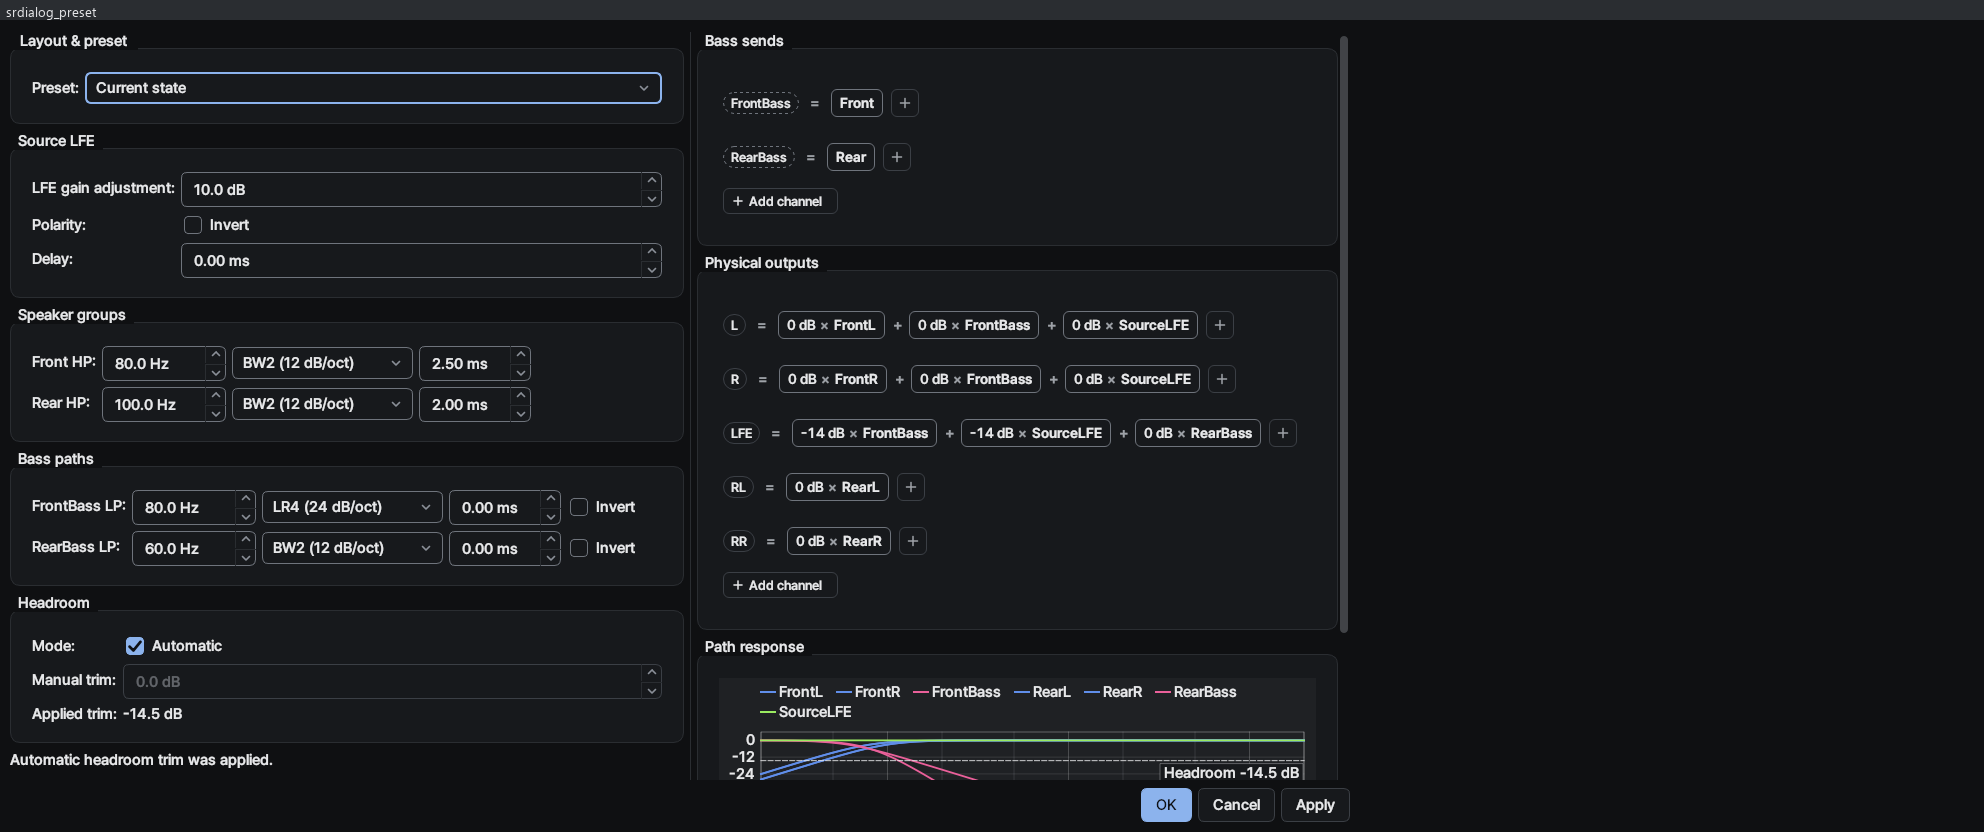 srdialog_preset
Layout & preset
Preset: Current state
Source LFE
LFE gain adjustment: 10.0 dB
Polarity: Invert
Delay: 0.00 ms
Speaker groups
Front HP: 80.0 Hz BW2 (12 dB/oct) 2.50 ms
Rear HP: 100.0 Hz BW2 (12 dB/oct) 2.00 ms
Bass paths
FrontBass LP: 80.0 Hz LR4 (24 dB/oct) 0.00 ms Invert
RearBass LP: 60.0 Hz BW2 (12 dB/oct) 0.00 ms Invert
Headroom
Mode: Automatic
Manual trim: 0.0 dB
Applied trim: -14.5 dB
Automatic headroom trim was applied.
Bass sends
FrontBass = Front +
RearBass = Rear +
+ Add channel
Physical outputs
L = 0 dB × FrontL + 0 dB × FrontBass + 0 dB × SourceLFE +
R = 0 dB × FrontR + 0 dB × FrontBass + 0 dB × SourceLFE +
LFE = -14 dB × FrontBass + -14 dB × SourceLFE + 0 dB × RearBass +
RL = 0 dB × RearL +
RR = 0 dB × RearR +
+ Add channel
Path response
FrontL FrontR FrontBass RearL RearR RearBass
SourceLFE
0
-12
-24
Headroom -14.5 dB
OK Cancel Apply